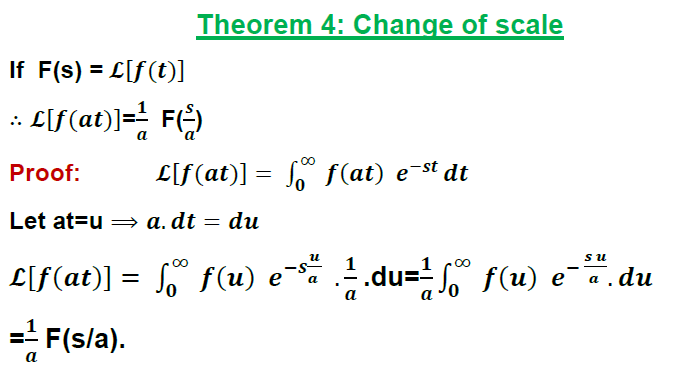 Theorem 4: Change of scale
If F(s) = ℒ[f(t)]
∴ ℒ[f(at)]=1/a F(s/a)
Proof: ℒ[f(at)] = ∫₀^∞ f(at) e^(−st) dt
Let at=u ⟹ a. dt = du
ℒ[f(at)] = ∫₀^∞ f(u) e^(−s u/a) . 1/a .du= 1/a ∫₀^∞ f(u) e^(− s u/a) . du
= 1/a F(s/a).